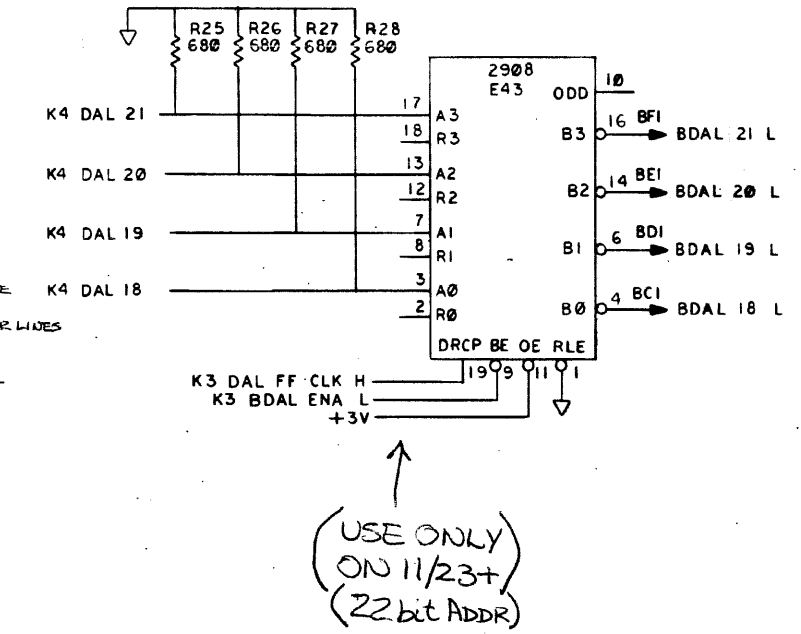 R25 R26 R27 R28
680 680 680 680
2908
E43
ODD 10
K4 DAL 21 17 A3
B3 16 BF1 BDAL 21 L
18 R3
K4 DAL 20 13 A2
B2 14 BE1 BDAL 20 L
12 R2
K4 DAL 19 7 A1
B1 6 BD1 BDAL 19 L
8 R1
E K4 DAL 18 3 A0
B0 4 BC1 BDAL 18 L
R LINES 2 R0
DRCP BE OE RLE
19 9 11 1
K3 DAL FF CLK H
K3 BDAL ENA L
+3V
(USE ONLY
ON 11/23+)
(22 bit ADDR)